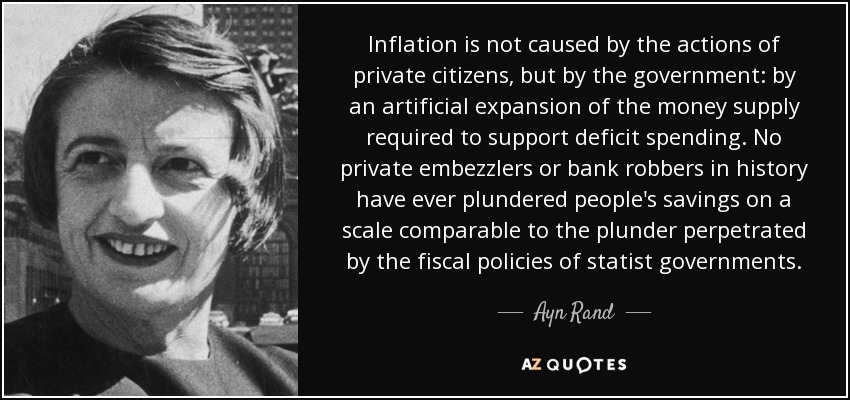 Inflation is not caused by the actions of
private citizens, but by the government: by
an artificial expansion of the money supply
required to support deficit spending. No
private embezzlers or bank robbers in history
have ever plundered people's savings on a
scale comparable to the plunder perpetrated
by the fiscal policies of statist governments.
Ayn Rand
AZ QUOTES